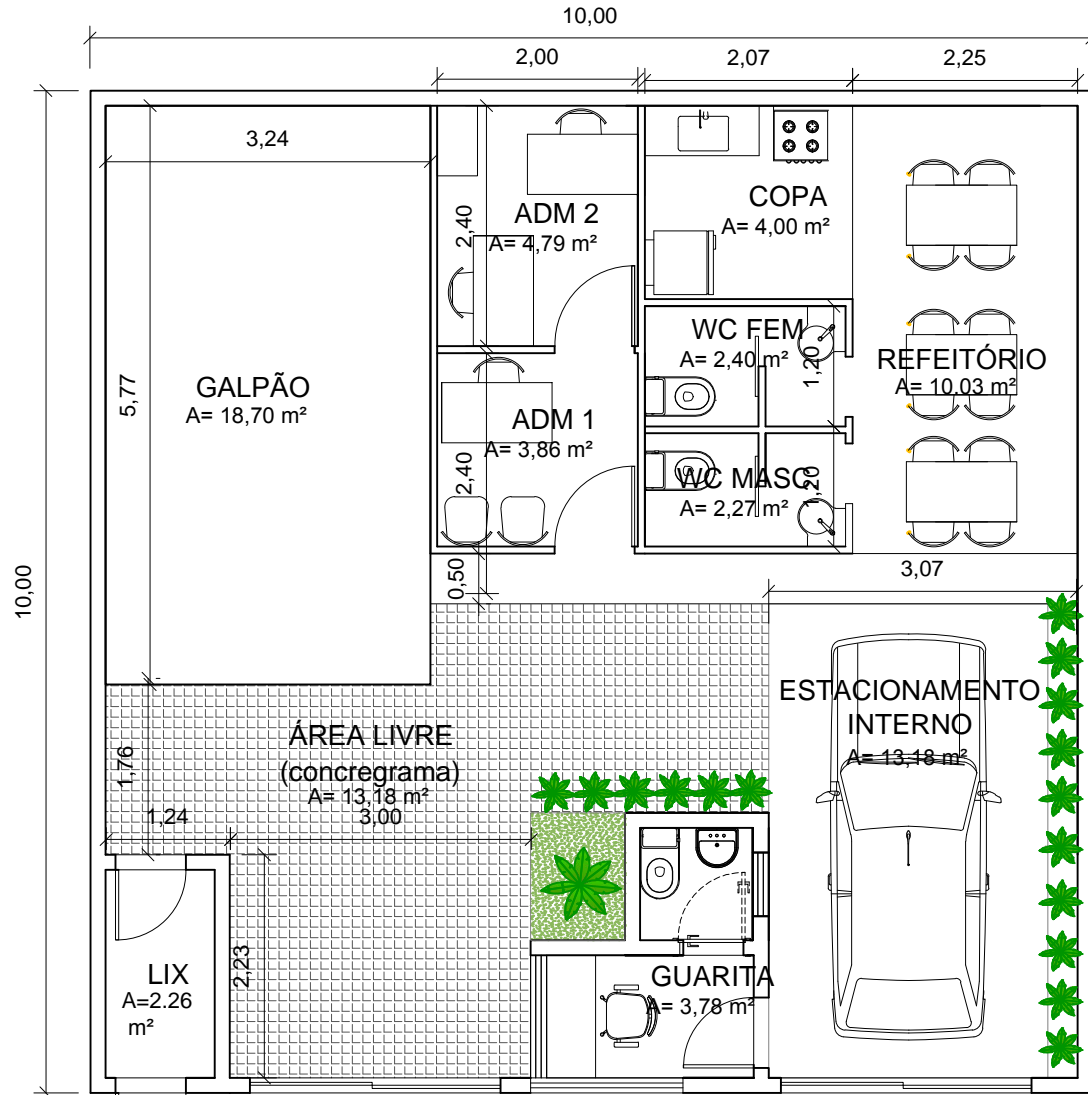 10,00
2,00
2,07
2,25
3,24
ADM 2
A= 4,79 m²
2,40
COPA
A= 4,00 m²
WC FEM
A= 2,40 m²
1,20
REFEITÓRIO
A= 10.03 m²
5,77
GALPÃO
A= 18,70 m²
ADM 1
A= 3,86 m²
2,40
WC MASC
A= 2,27 m²
1,20
10,00
0,50
3,07
ESTACIONAMENTO
INTERNO
A= 13,18 m²
1,76
ÁREA LIVRE
(concregrama)
A= 13,18 m²
1,24
3,00
2,23
LIX
A=2.26
m²
GUARITA
A= 3,78 m²